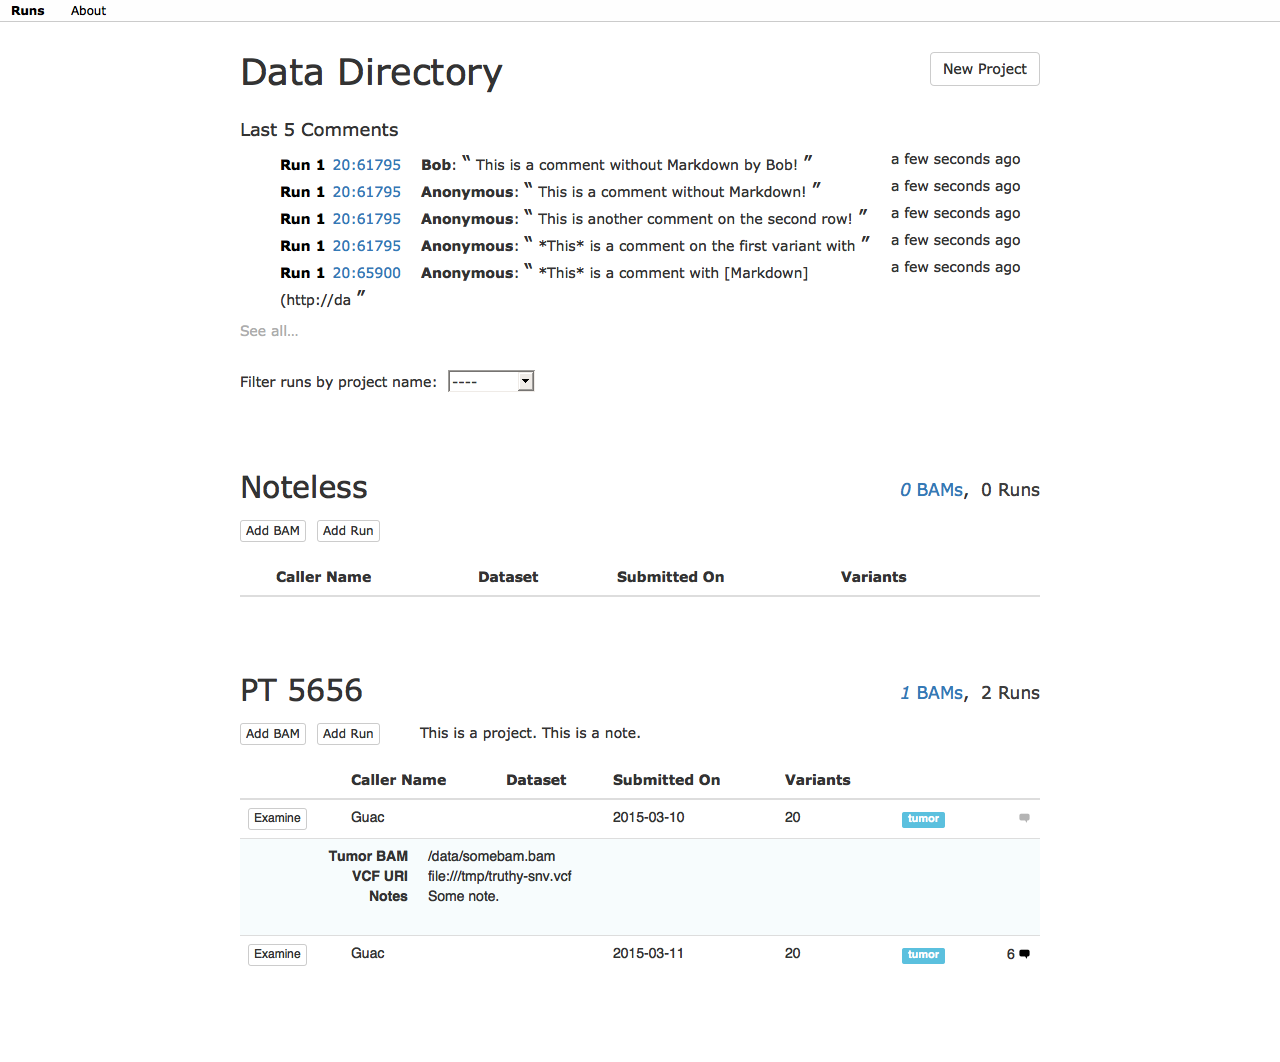 Runs About
Data Directory
New Project
Last 5 Comments
Run 1 20:61795 Bob: “ This is a comment without Markdown by Bob! ” a few seconds ago
Run 1 20:61795 Anonymous: “ This is a comment without Markdown! ” a few seconds ago
Run 1 20:61795 Anonymous: “ This is another comment on the second row! ” a few seconds ago
Run 1 20:61795 Anonymous: “ *This* is a comment on the first variant with ” a few seconds ago
Run 1 20:65900 Anonymous: “ *This* is a comment with [Markdown] a few seconds ago
(http://da ”
See all...
Filter runs by project name: ----
Noteless
0 BAMs, 0 Runs
Add BAM Add Run
Caller Name Dataset Submitted On Variants
PT 5656
1 BAMs, 2 Runs
Add BAM Add Run This is a project. This is a note.
Caller Name Dataset Submitted On Variants
Examine Guac 2015-03-10 20 tumor
Tumor BAM /data/somebam.bam
VCF URI file:///tmp/truthy-snv.vcf
Notes Some note.
Examine Guac 2015-03-11 20 tumor 6